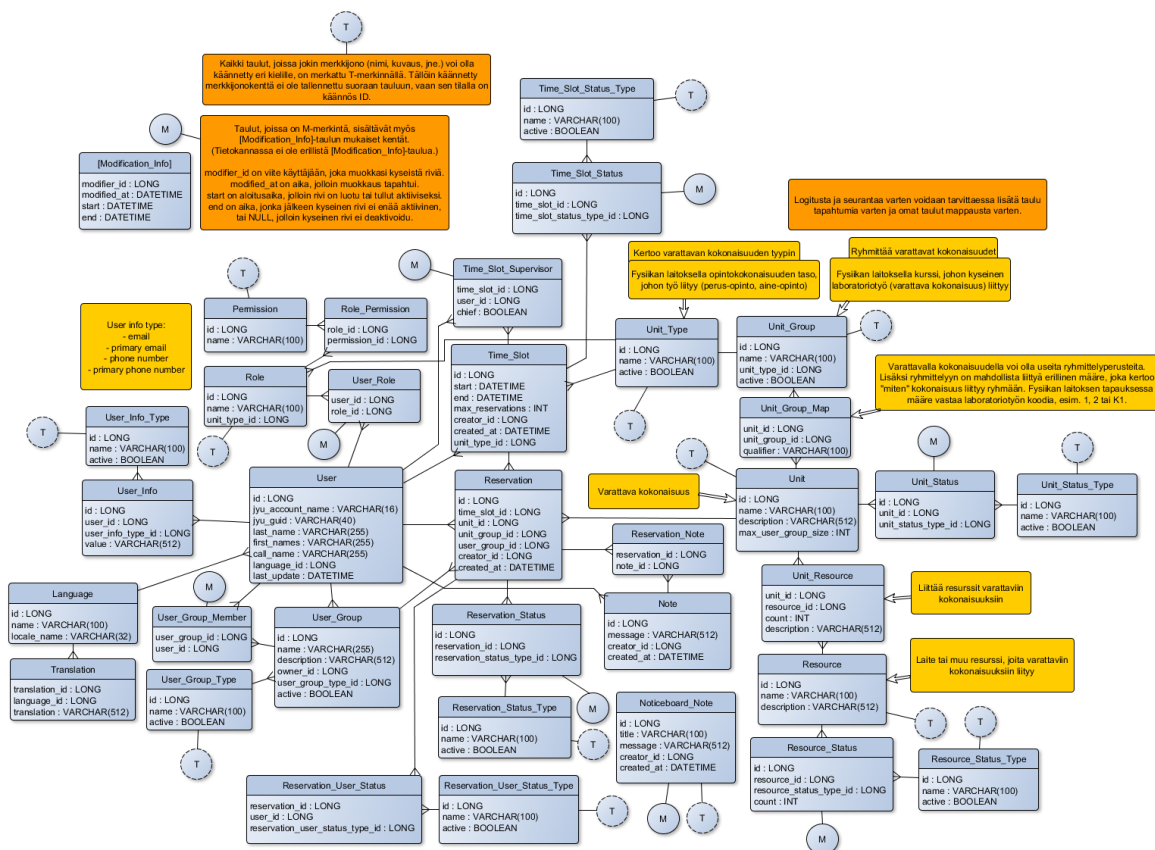 T
Kaikki taulut, joissa jokin merkkijono (nimi, kuvaus, jne.) voi olla
käännetty eri kielille, on merkattu T-merkinnällä. Tällöin käännetty
merkkijonokenttä ei ole tallennettu suoraan tauluun, vaan sen tilalla on
käännös ID.
M
Taulut, joissa on M-merkintä, sisältävät myös
[Modification_Info]-taulun mukaiset kentät.
(Tietokannassa ei ole erillistä [Modification_Info]-taulua.)
modifier_id on viite käyttäjään, joka muokkasi kyseistä riviä.
modified_at on aika, jolloin muokkaus tapahtui.
start on aloitusaika, jolloin rivi on luotu tai tullut aktiiviseksi.
end on aika, jonka jälkeen kyseinen rivi ei enää aktiivinen,
tai NULL, jolloin kyseinen rivi ei deaktivoidu.
[Modification_Info]
modifier_id : LONG
modified_at : DATETIME
start : DATETIME
end : DATETIME
Time_Slot_Status_Type
id : LONG
name : VARCHAR(100)
active : BOOLEAN
T
Time_Slot_Status
id : LONG
time_slot_id : LONG
time_slot_status_type_id : LONG
M
Logitusta ja seurantaa varten voidaan tarvittaessa lisätä taulu
tapahtumia varten ja omat taulut mappausta varten.
Kertoo varattavan kokonaisuuden tyypin
Fysiikan laitoksella opintokokonaisuuden taso,
johon työ liityy (perus-opinto, aine-opinto)
Ryhmittää varattavat kokonaisuudet
Fysiikan laitoksella kurssi, johon kyseinen
laboratoriotyö (varattava kokonaisus) liittyy
M
Time_Slot_Supervisor
time_slot_id : LONG
user_id : LONG
chief : BOOLEAN
T
Permission
id : LONG
name : VARCHAR(100)
Role_Permission
role_id : LONG
permission_id : LONG
User info type:
- email
- primary email
- phone number
- primary phone number
Unit_Type
id : LONG
name : VARCHAR(100)
active : BOOLEAN
T
Unit_Group
id : LONG
name : VARCHAR(100)
unit_type_id : LONG
active : BOOLEAN
T
Time_Slot
id : LONG
start : DATETIME
end : DATETIME
max_reservations : INT
creator_id : LONG
created_at : DATETIME
unit_type_id : LONG
Role
id : LONG
name : VARCHAR(100)
unit_type_id : LONG
T
User_Role
user_id : LONG
role_id : LONG
M
Varattavalla kokonaisuudella voi olla useita ryhmittelyperusteita.
Lisäksi ryhmittelyyn on mahdollista liityä erillinen määre, joka kertoo
"miten" kokonaisus liittyy ryhmään. Fysiikan laitoksen tapauksessa
määre vastaa laboratoriotyön koodia, esim. 1, 2 tai K1.
Unit_Group_Map
unit_id : LONG
unit_group_id : LONG
qualifier : VARCHAR(100)
User_Info_Type
id : LONG
name : VARCHAR(100)
active : BOOLEAN
T
User_Info
id : LONG
user_id : LONG
user_info_type_id : LONG
value : VARCHAR(512)
User
id : LONG
jyu_account_name : VARCHAR(16)
jyu_guid : VARCHAR(40)
last_name : VARCHAR(255)
first_names : VARCHAR(255)
call_name : VARCHAR(255)
language_id : LONG
last_update : DATETIME
Reservation
id : LONG
time_slot_id : LONG
unit_id : LONG
unit_group_id : LONG
user_group_id : LONG
creator_id : LONG
created_at : DATETIME
Varattava kokonaisuus
T
Unit
id : LONG
name : VARCHAR(100)
description : VARCHAR(512)
max_user_group_size : INT
M
Unit_Status
id : LONG
unit_id : LONG
unit_status_type_id : LONG
T
Unit_Status_Type
id : LONG
name : VARCHAR(100)
active : BOOLEAN
Reservation_Note
reservation_id : LONG
note_id : LONG
Note
id : LONG
message : VARCHAR(512)
creator_id : LONG
created_at : DATETIME
Unit_Resource
unit_id : LONG
resource_id : LONG
count : INT
description : VARCHAR(512)
Liittää resurssit varattaviin
kokonaisuuksiin
Language
id : LONG
name : VARCHAR(100)
locale_name : VARCHAR(32)
Translation
translation_id : LONG
language_id : LONG
translation : VARCHAR(512)
M
User_Group_Member
user_group_id : LONG
user_id : LONG
User_Group
id : LONG
name : VARCHAR(255)
description : VARCHAR(512)
owner_id : LONG
user_group_type_id : LONG
active : BOOLEAN
User_Group_Type
id : LONG
name : VARCHAR(100)
active : BOOLEAN
T
Reservation_Status
id : LONG
reservation_id : LONG
reservation_status_type_id : LONG
M
Reservation_Status_Type
id : LONG
name : VARCHAR(100)
active : BOOLEAN
T
Resource
id : LONG
name : VARCHAR(100)
description : VARCHAR(512)
T
Laite tai muu resurssi, joita varattaviin
kokonaisuuksiin liityy
Noticeboard_Note
id : LONG
title : VARCHAR(100)
message : VARCHAR(512)
creator_id : LONG
created_at : DATETIME
M
T
Resource_Status
id : LONG
resource_id : LONG
resource_status_type_id : LONG
count : INT
M
T
Resource_Status_Type
id : LONG
name : VARCHAR(100)
active : BOOLEAN
Reservation_User_Status
reservation_id : LONG
user_id : LONG
reservation_user_status_type_id : LONG
Reservation_User_Status_Type
id : LONG
name : VARCHAR(100)
active : BOOLEAN
T